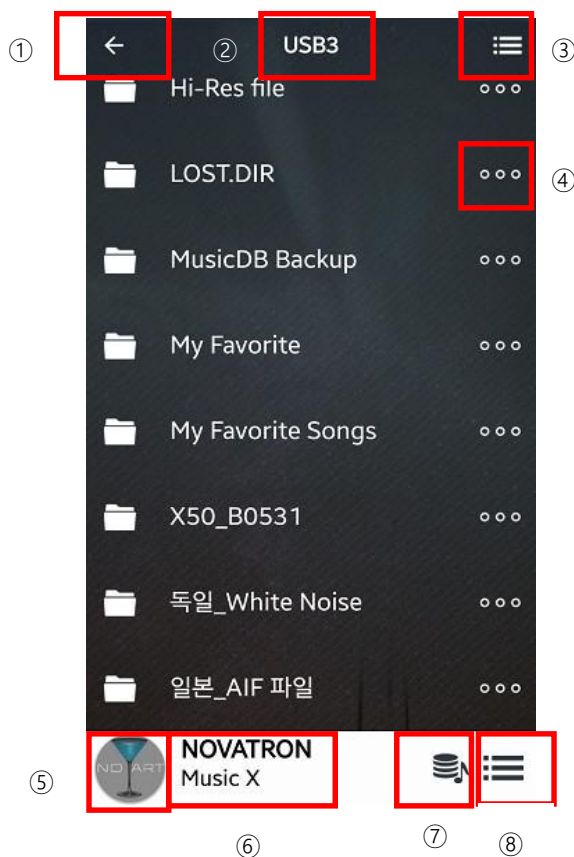 ① ② USB3 ③
Hi-Res file
LOST.DIR ④
MusicDB Backup
My Favorite
My Favorite Songs
X50_B0531
독일_White Noise
일본_AIF 파일
⑤ NO ART NOVATRON
Music X
⑥ ⑦ ⑧